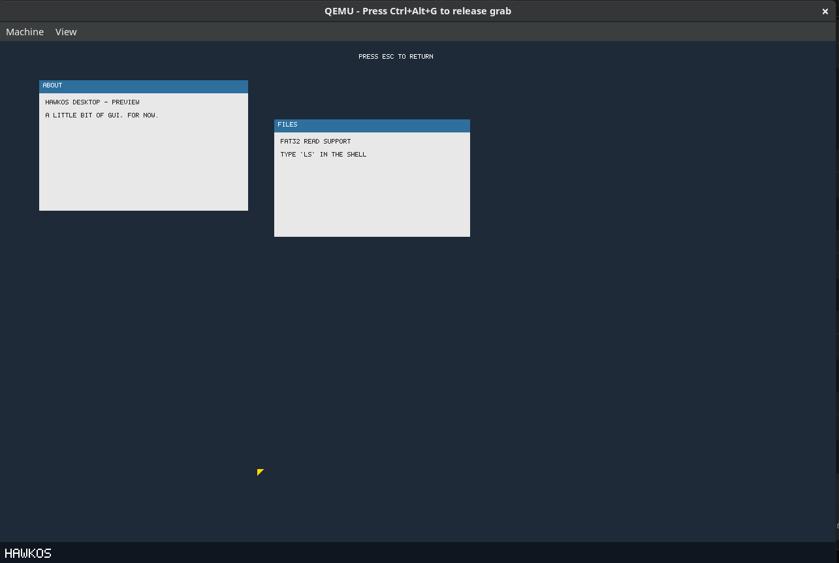 QEMU - Press Ctrl+Alt+G to release grab
×
Machine View
PRESS ESC TO RETURN
ABOUT
HAWKOS DESKTOP - PREVIEW
A LITTLE BIT OF GUI. FOR NOW.
FILES
FAT32 READ SUPPORT
TYPE 'LS' IN THE SHELL
HAWKOS